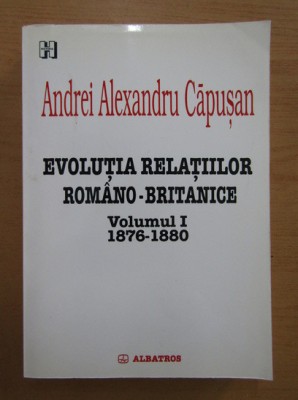 H
Andrei Alexandru Căpușan
EVOLUȚIA RELAȚIILOR
ROMÂNO-BRITANICE
Volumul I
1876-1880
ALBATROS